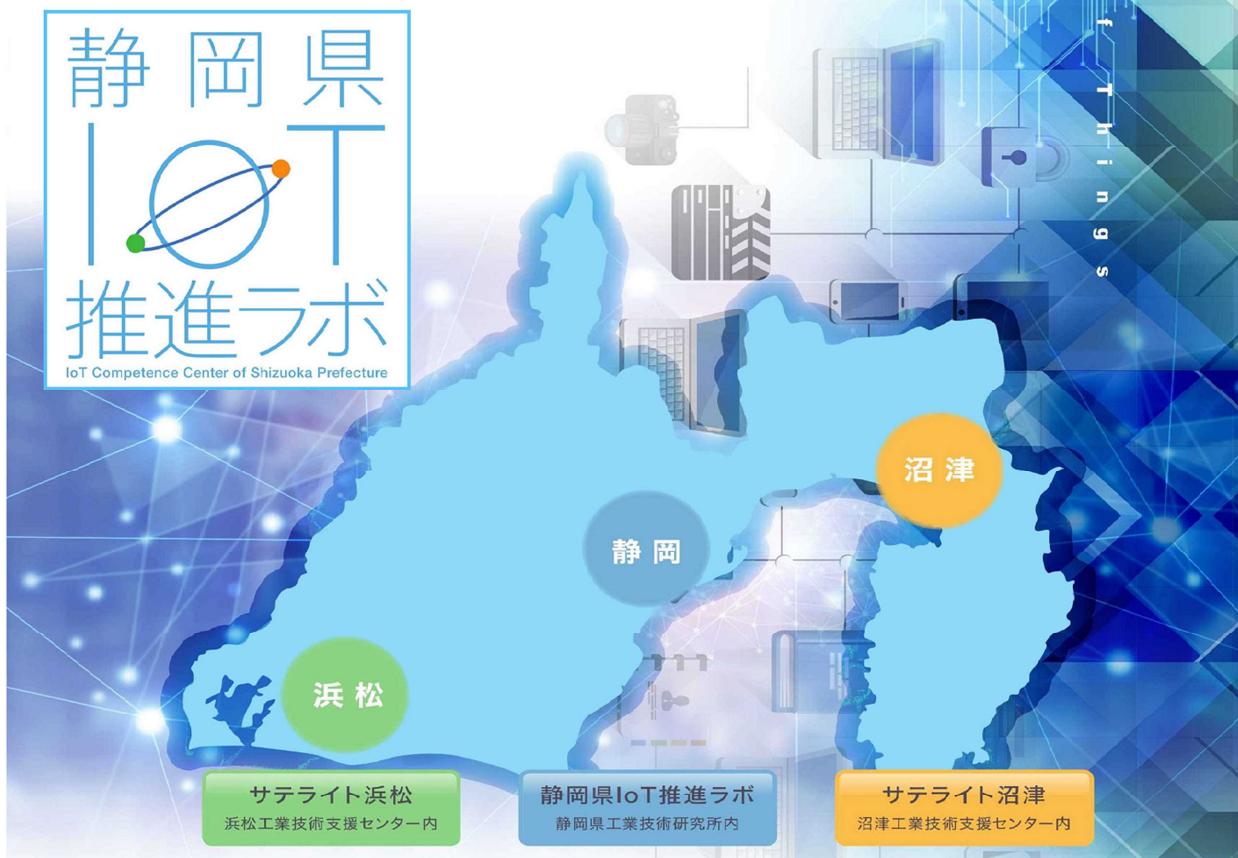 静岡県
IoT
推進ラボ
IoT Competence Center of Shizuoka Prefecture
f Things
沼津
静岡
浜松
サテライト浜松
浜松工業技術支援センター内
静岡県IoT推進ラボ
静岡県工業技術研究所内
サテライト沼津
沼津工業技術支援センター内